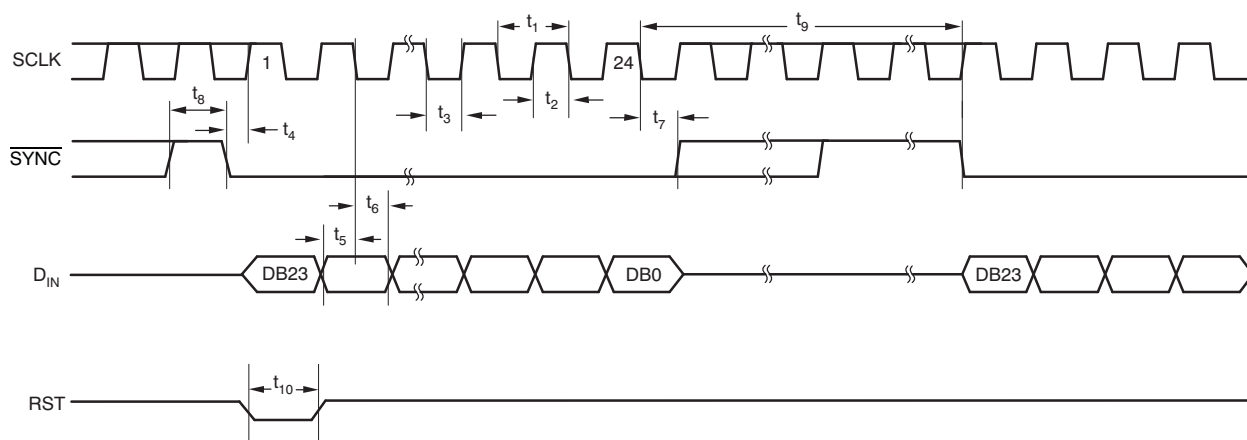 t1
t9
SCLK
1
24
t8
t4
t3
t2
t7
SYNC
t6
t5
DIN
DB23
DB0
DB23
t10
RST